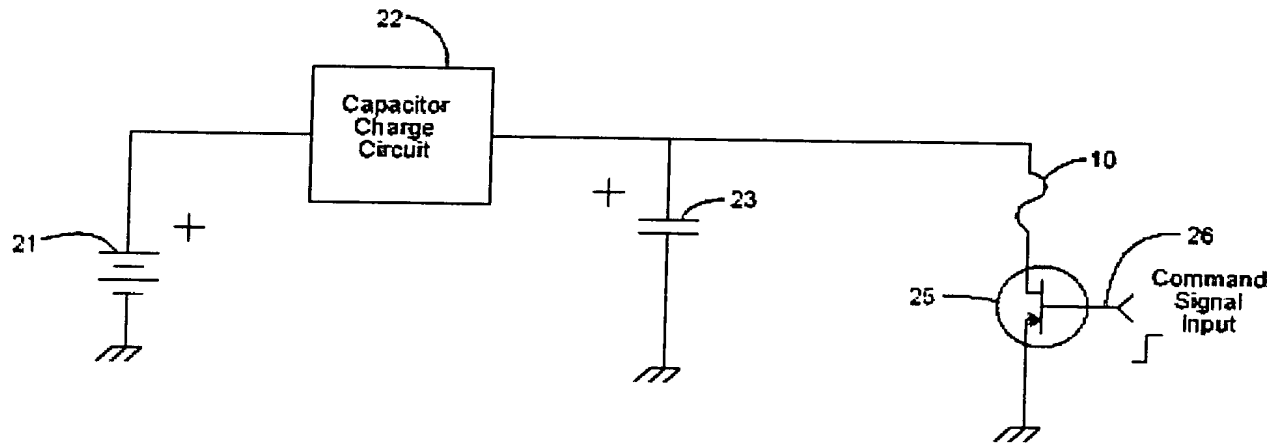 22
Capacitor
Charge
Circuit
10
+
23
+
21
26
25
Command
Signal
Input